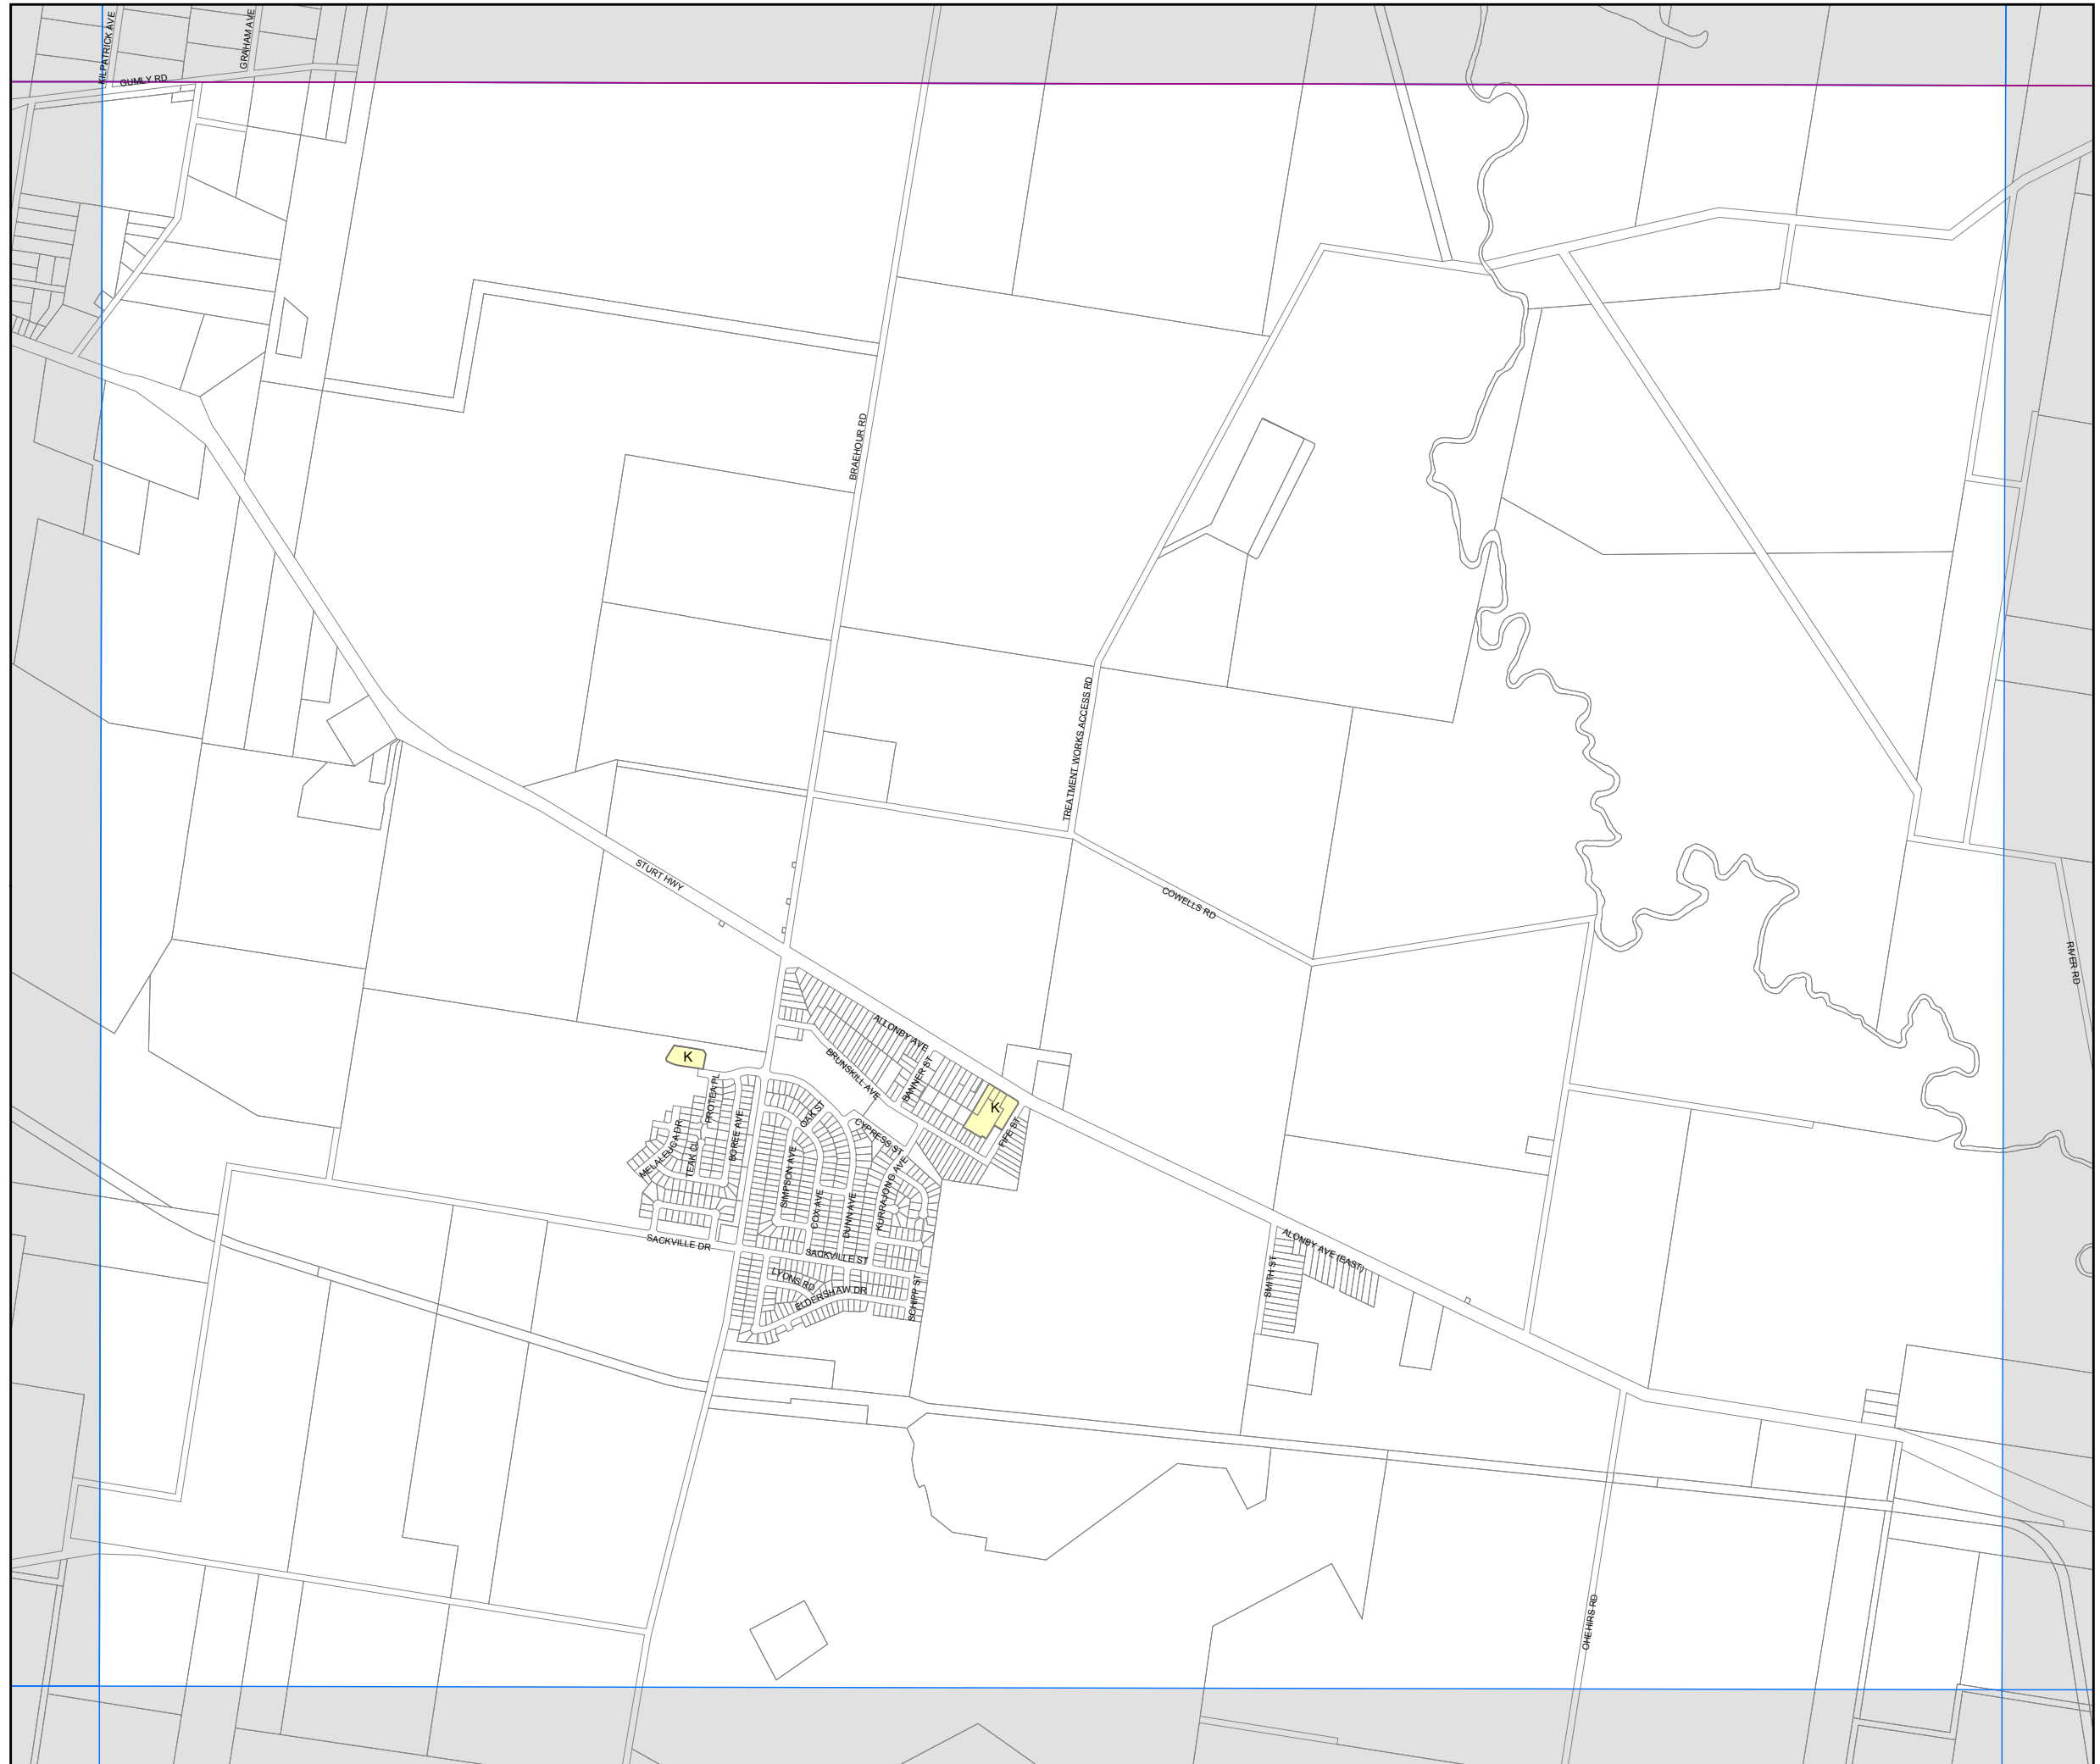 KILPATRICK AVE
GRAHAM AVE
GUMLY RD
BRAEHOUR RD
TREATMENT WORKS ACCESS RD
STURT HWY
COWELLS RD
RIVER RD
ALLONBY AVE
K
BRUNSKILL AVE
BANNER ST
K
PROTEA PL
OAK ST
FIFE ST
CYPRESS ST
BOREE AVE
MELALEUCA DR
TEAK CL
SIMPSON AVE
KURRAJONG AVE
COX AVE
DUNN AVE
SACKVILLE DR
SACKVILLE ST
ALONBY AVE (EAST)
SMITH ST
LYONS RD
ELDERSHAW DR
SCHIPP ST
OHEHIRS RD